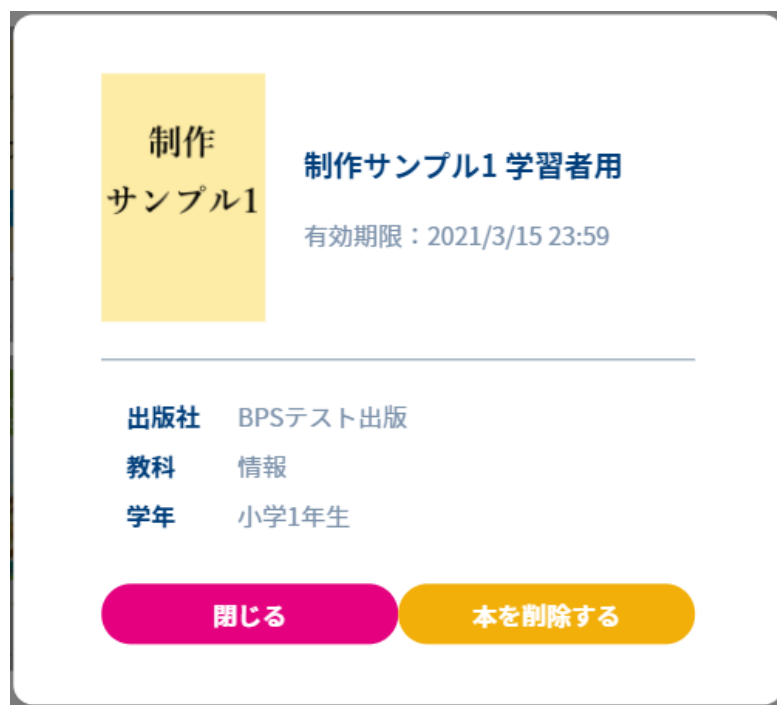 制作
サンプル1
制作サンプル1 学習者用
有効期限：2021/3/15 23:59
出版社 BPSテスト出版
教科 情報
学年 小学1年生
閉じる 本を削除する